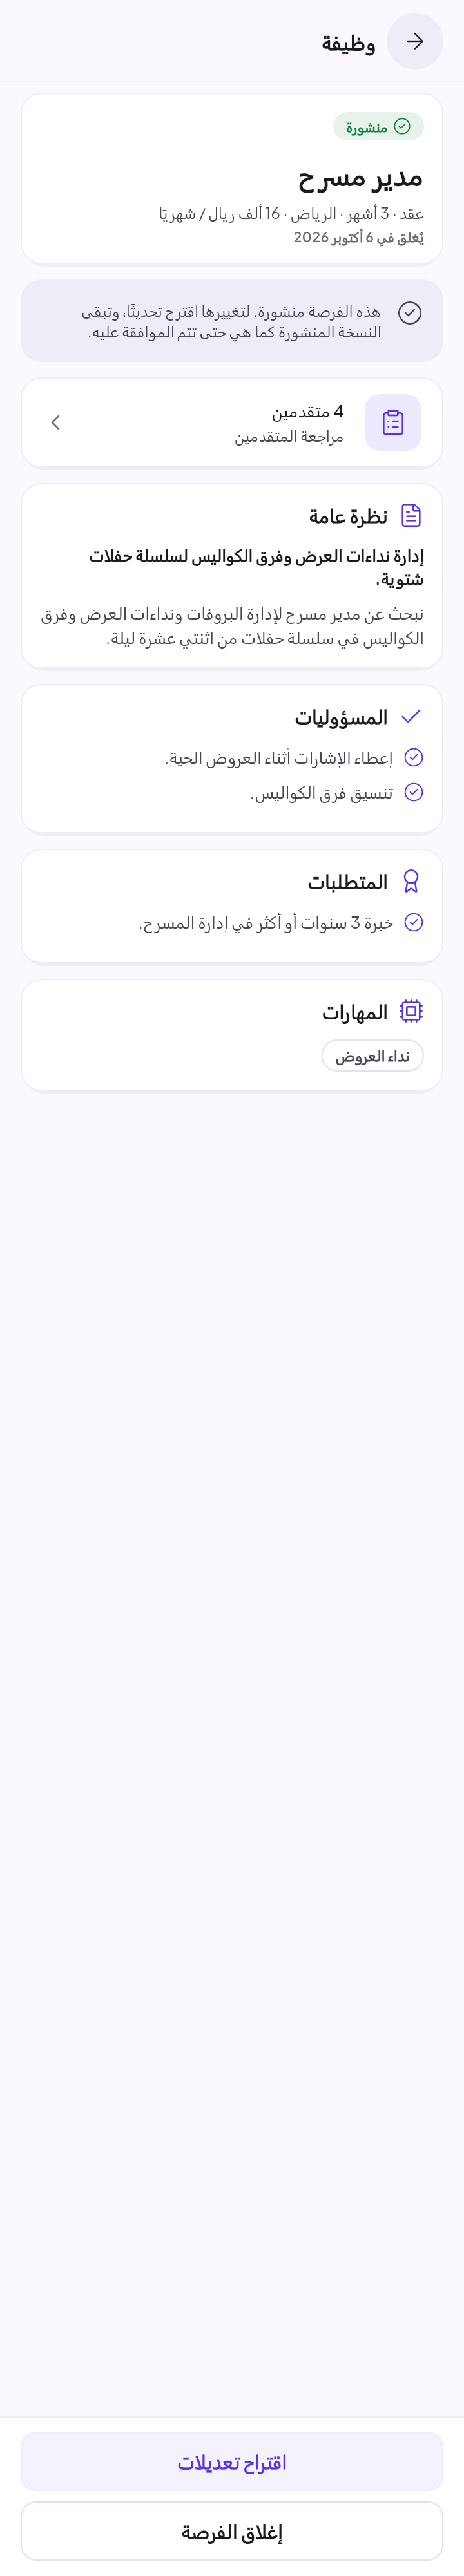 وظيفة
منشورة
مدير مسرح
عقد · 3 أشهر · الرياض · 16 ألف ريال / شهريًا
يُغلق في 6 أكتوبر 2026
هذه الفرصة منشورة. لتغييرها اقترح تحديثًا، وتبقى
النسخة المنشورة كما هي حتى تتم الموافقة عليه.
4 متقدمين
مراجعة المتقدمين
نظرة عامة
إدارة نداءات العرض وفرق الكواليس لسلسلة حفلات
شتوية.
نبحث عن مدير مسرح لإدارة البروفات ونداءات العرض وفرق
الكواليس في سلسلة حفلات من اثنتي عشرة ليلة.
المسؤوليات
إعطاء الإشارات أثناء العروض الحية.
تنسيق فرق الكواليس.
المتطلبات
خبرة 3 سنوات أو أكثر في إدارة المسرح.
المهارات
نداء العروض
اقتراح تعديلات
إغلاق الفرصة